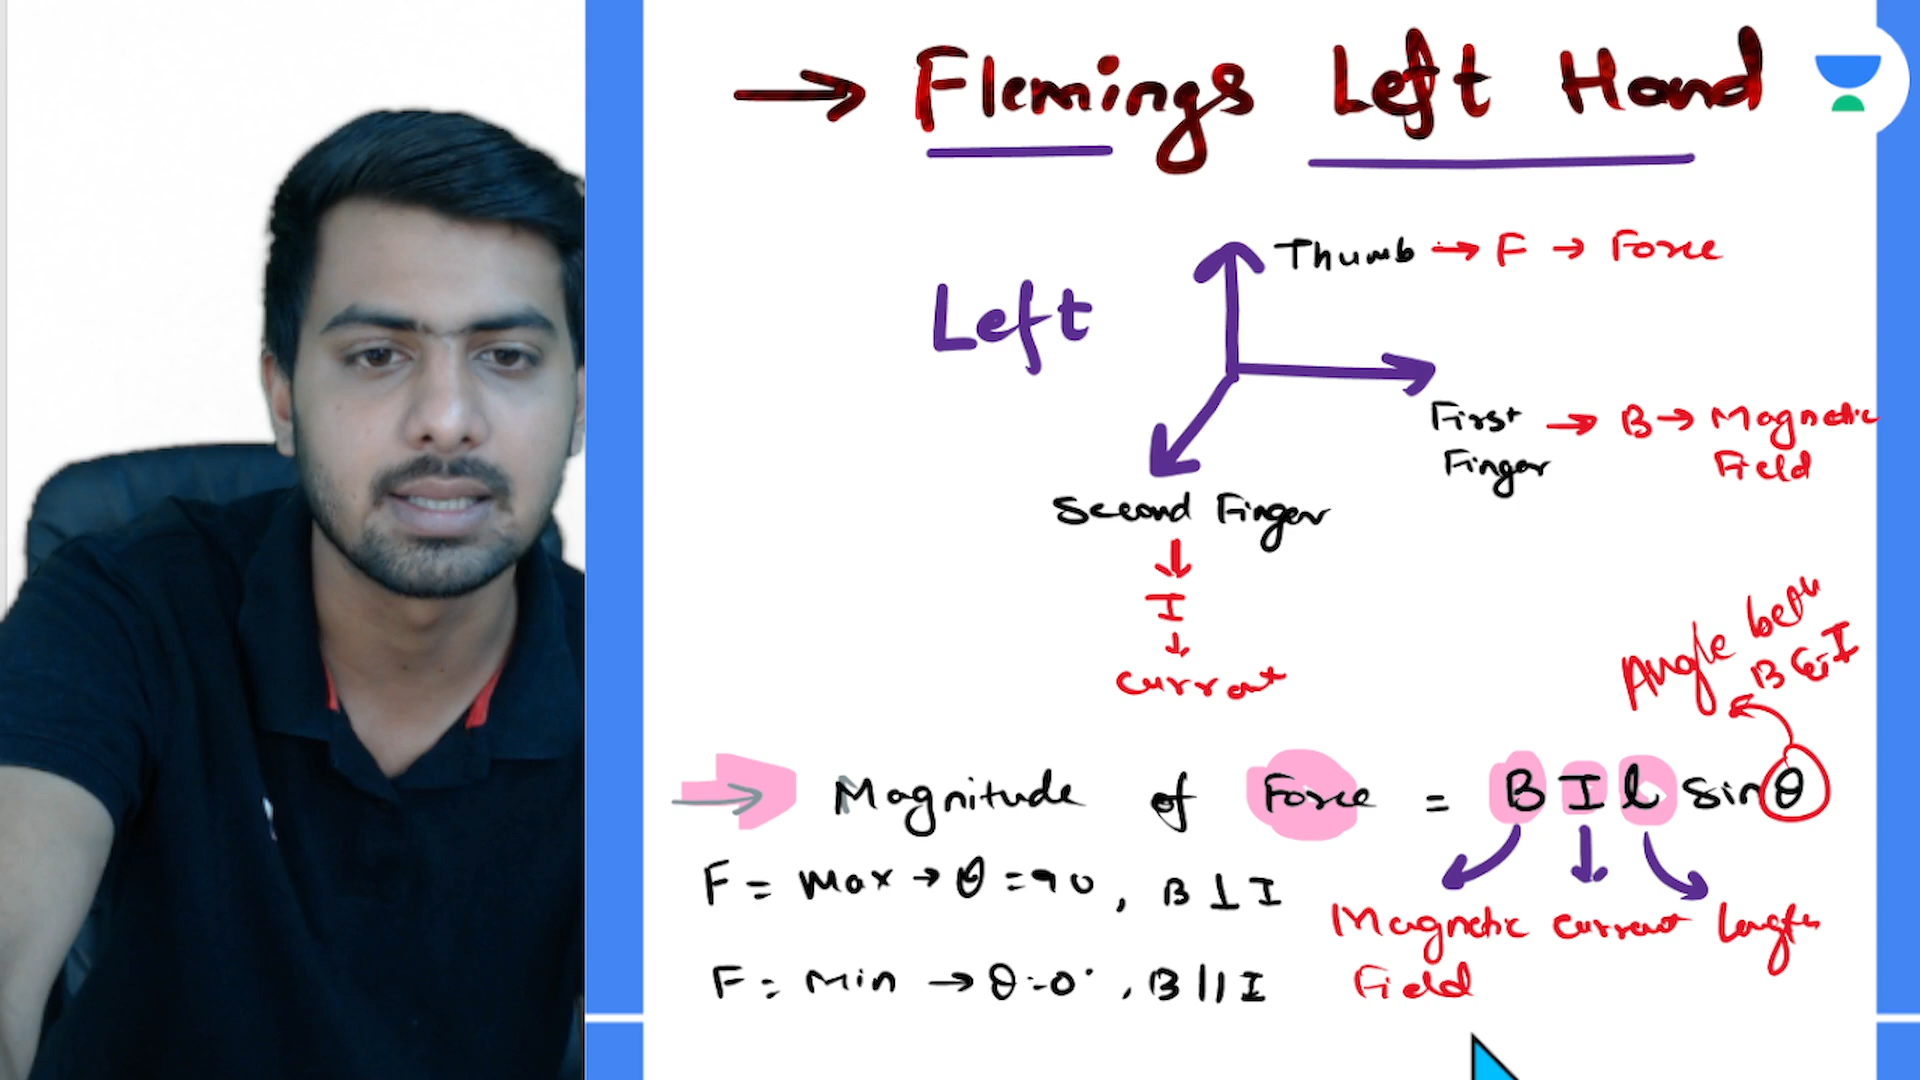 → Flemings Left Hand
Left
Thumb → F → Force
First Finger → B → Magnetic Field
Second Finger
↓
I
↓
current
Angle betn
B & I
→ Magnitude of Force = B I l sin θ
Magnetic Field
current
length
F = Max → θ = 90 , B ⊥ I
F = Min → θ = 0° , B || I